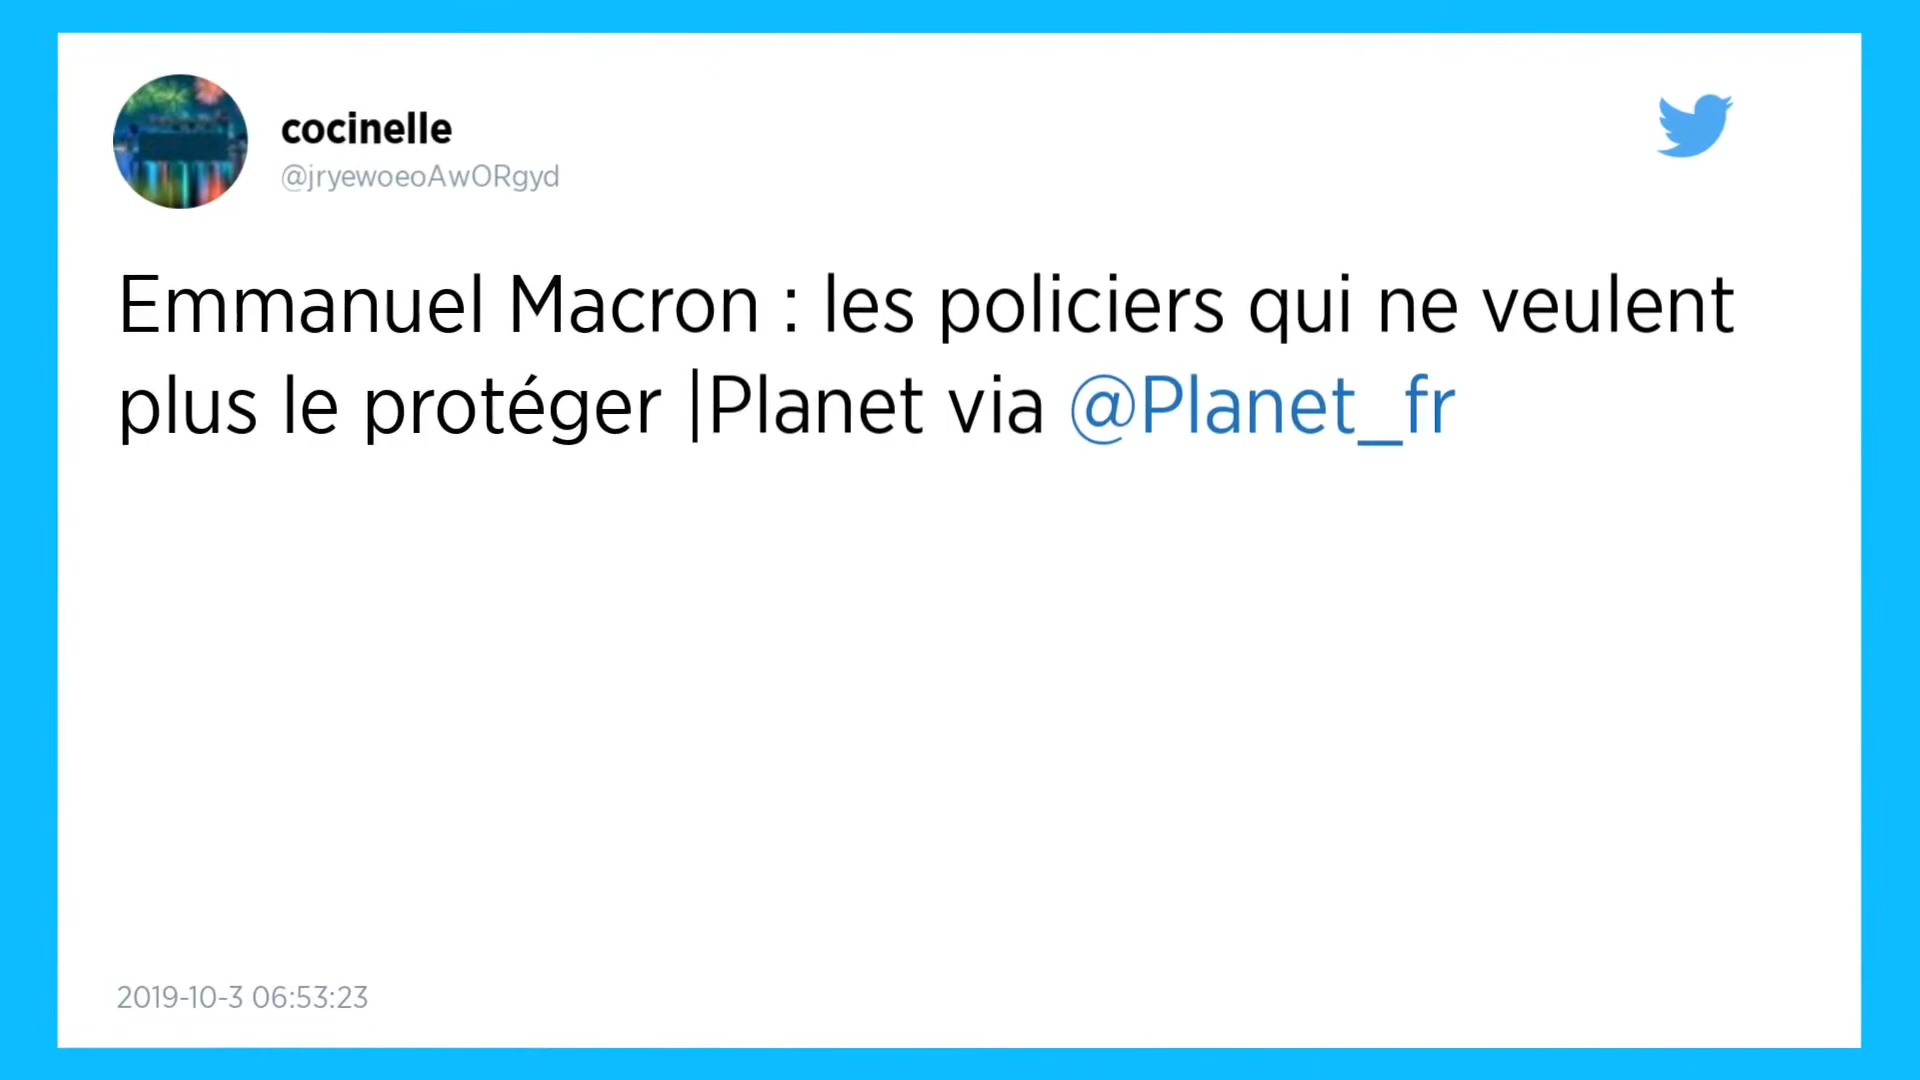 cocinelle
@jryewoeoAwORgyd
Emmanuel Macron : les policiers qui ne veulent
plus le protéger |Planet via @Planet_fr
2019-10-3 06:53:23